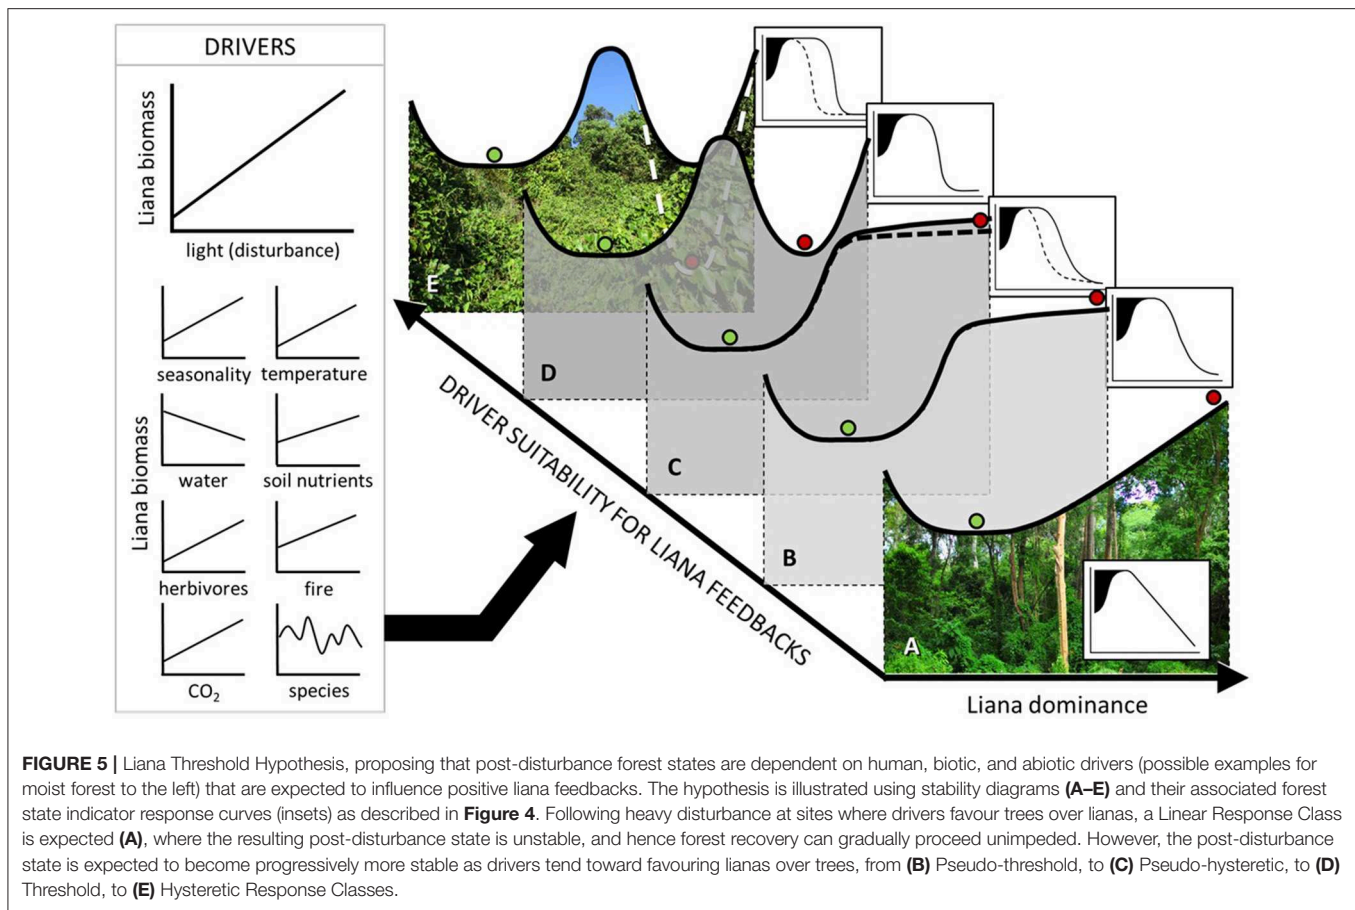 DRIVERS
Liana biomass
light (disturbance)
seasonality temperature
Liana biomass
water soil nutrients
herbivores fire
CO₂ species
E
D
C
B
A
DRIVER SUITABILITY FOR LIANA FEEDBACKS
Liana dominance
FIGURE 5 | Liana Threshold Hypothesis, proposing that post-disturbance forest states are dependent on human, biotic, and abiotic drivers (possible examples for
moist forest to the left) that are expected to influence positive liana feedbacks. The hypothesis is illustrated using stability diagrams (A–E) and their associated forest
state indicator response curves (insets) as described in Figure 4. Following heavy disturbance at sites where drivers favour trees over lianas, a Linear Response Class
is expected (A), where the resulting post-disturbance state is unstable, and hence forest recovery can gradually proceed unimpeded. However, the post-disturbance
state is expected to become progressively more stable as drivers tend toward favouring lianas over trees, from (B) Pseudo-threshold, to (C) Pseudo-hysteretic, to (D)
Threshold, to (E) Hysteretic Response Classes.